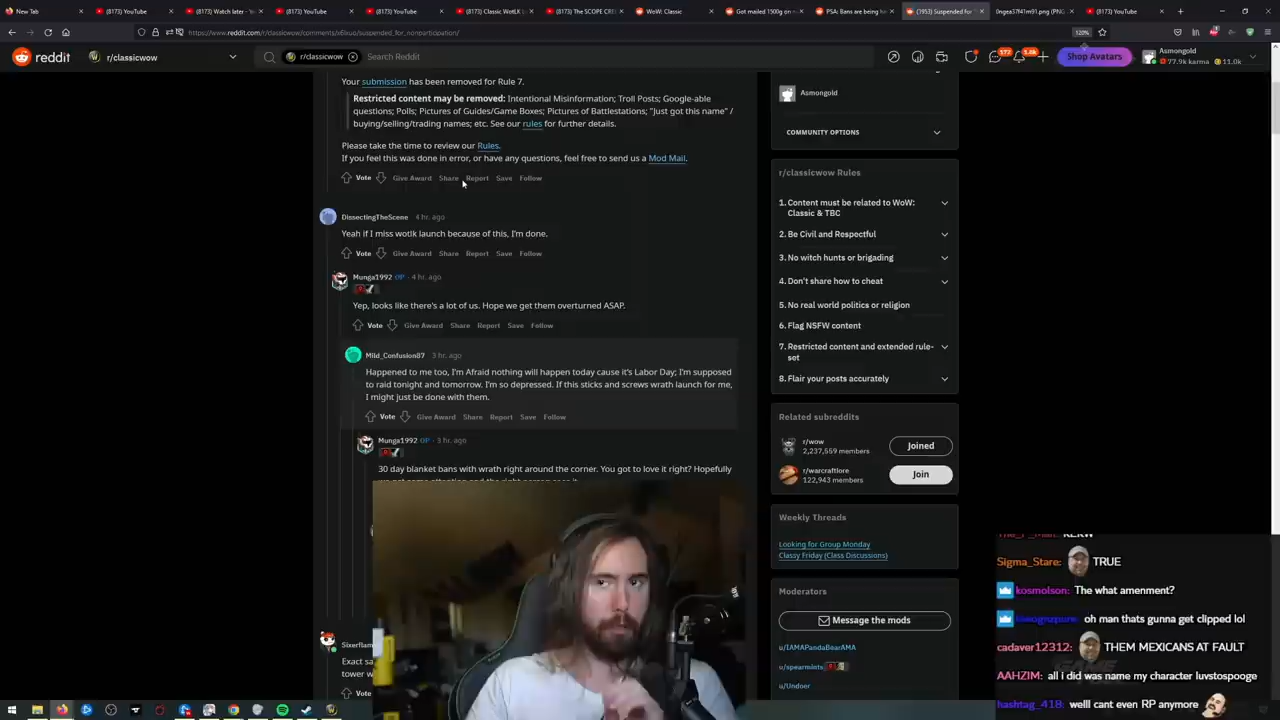 New Tab
(8173) YouTube
(8173) Watch later - Yo
(8173) YouTube
(8173) YouTube
(8173) Classic WotLK l
(8173) The SCOPE CRE
WoW: Classic
Got mailed 1500g on
PSA: Bans are being h
(1953) Suspended for
0ngea57f41m91.png (PNG
(8173) YouTube
https://www.reddit.com/r/classicwow/comments/x6ixuo/suspended_for_nonparticipation/
120%
reddit
r/classicwow
r/classicwow
Search Reddit
Shop Avatars
Asmongold
77.9k karma
11.0k
Your submission has been removed for Rule 7.
Restricted content may be removed: Intentional Misinformation; Troll Posts; Google-able
questions; Polls; Pictures of Guides/Game Boxes; Pictures of Battlestations; "Just got this name" /
buying/selling/trading names; etc. See our rules for further details.
Please take the time to review our Rules.
If you feel this was done in error, or have any questions, feel free to send us a Mod Mail.
Vote Give Award Share Report Save Follow
DissectingTheScene 4 hr. ago
Yeah if I miss wotlk launch because of this, I'm done.
Vote Give Award Share Report Save Follow
Munga1992 OP · 4 hr. ago
Yep, looks like there's a lot of us. Hope we get them overturned ASAP.
Vote Give Award Share Report Save Follow
Mild_Confusion87 3 hr. ago
Happened to me too, I'm Afraid nothing will happen today cause it's Labor Day; I'm supposed
to raid tonight and tomorrow. I'm so depressed. If this sticks and screws wrath launch for me,
I might just be done with them.
Vote Give Award Share Report Save Follow
Munga1992 OP · 3 hr. ago
30 day blanket bans with wrath right around the corner. You got to love it right? Hopefully
Sixerflam
Exact sa
tower w
Vote
Asmongold
COMMUNITY OPTIONS
r/classicwow Rules
1. Content must be related to WoW:
Classic & TBC
2. Be Civil and Respectful
3. No witch hunts or brigading
4. Don't share how to cheat
5. No real world politics or religion
6. Flag NSFW content
7. Restricted content and extended rule-
set
8. Flair your posts accurately
Related subreddits
r/wow
2,237,559 members
Joined
r/warcraftlore
122,943 members
Join
Weekly Threads
Looking for Group Monday
Classy Friday (Class Discussions)
Moderators
Message the mods
u/IAMAPandaBearAMA
u/spearmints
u/Undoor
Sigma_Stare: TRUE
kosmolson: The what amenment?
oh man thats gunna get clipped lol
cadaver12312: THEM MEXICANS AT FAULT
AAHZIM: all i did was name my character luvstospooge
hashtag_418: welll cant even RP anymore